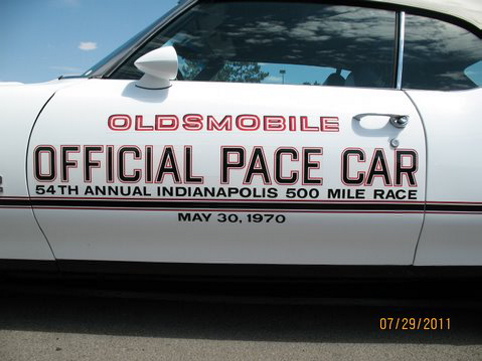 OLDSMOBILE
OFFICIAL PACE CAR
54TH ANNUAL INDIANAPOLIS 500 MILE RACE
MAY 30, 1970
07/29/2011